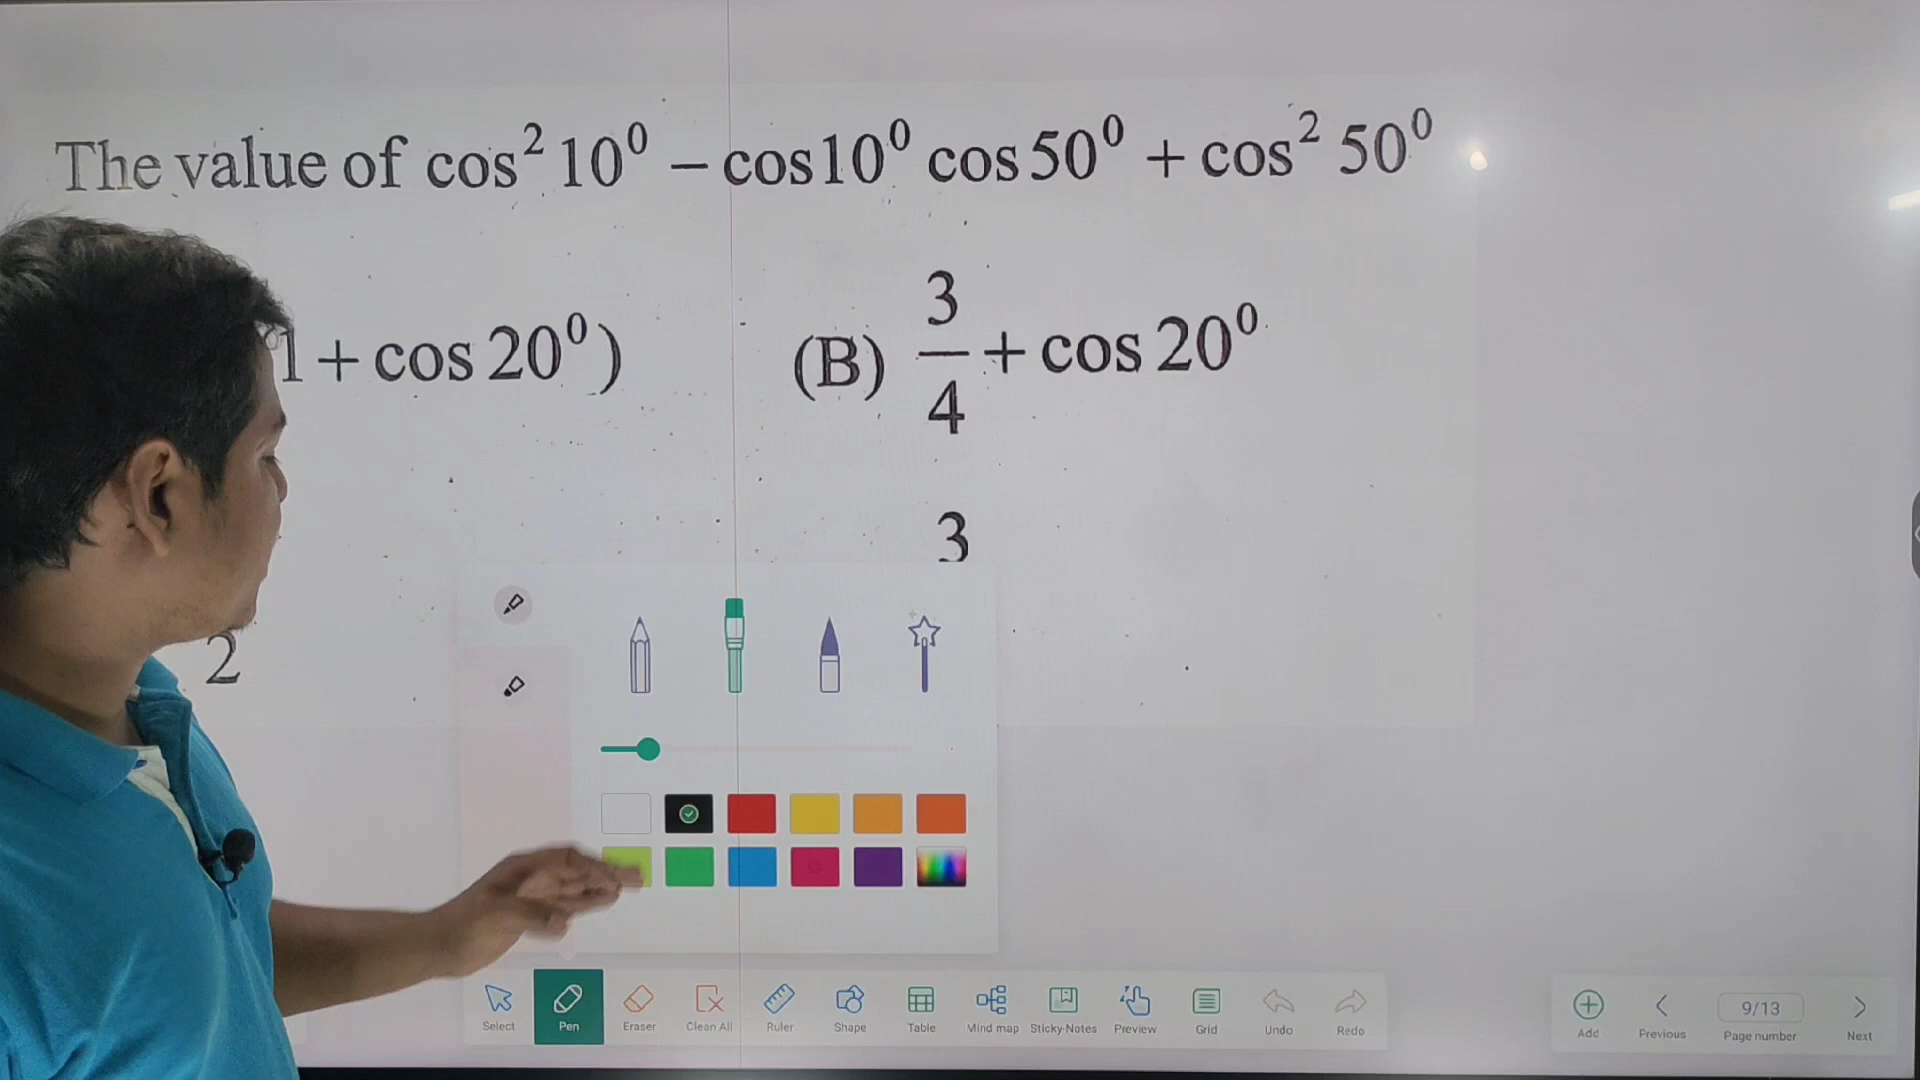 The value of cos² 10⁰ – cos10⁰ cos 50⁰ + cos² 50⁰
1 + cos 20⁰) (B) 3/4 + cos 20⁰
3
2
Select Pen Eraser Clean All Ruler Shape Table Mind map Sticky Notes Preview Grid Undo Redo
Add Previous 9/13 Page number Next